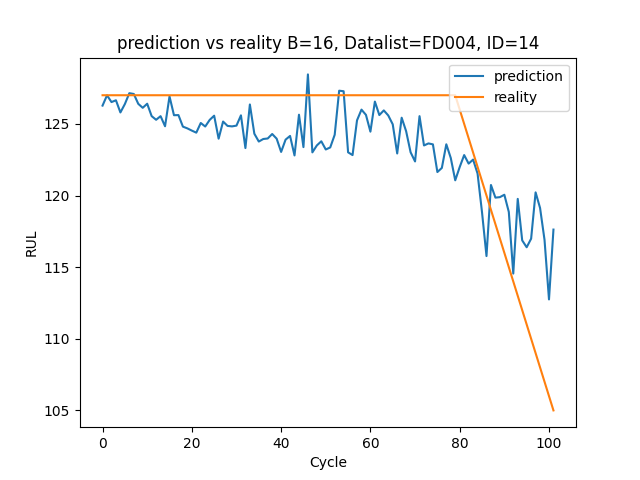 prediction vs reality B=16, Datalist=FD004, ID=14
prediction
reality
125
120
115
110
105
RUL
0 20 40 60 80 100
Cycle